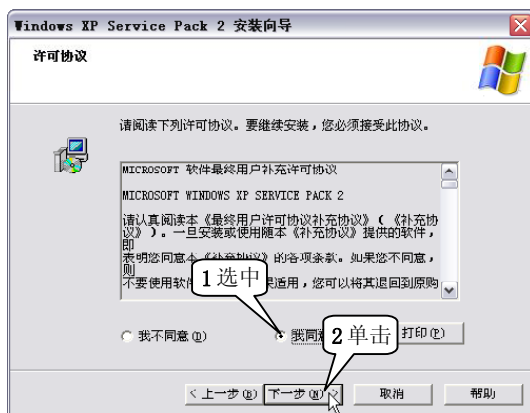 Windows XP Service Pack 2 安装向导
许可协议
请阅读下列许可协议。要继续安装，您必须接受此协议。
MICROSOFT 软件最终用户补充许可协议
MICROSOFT WINDOWS XP SERVICE PACK 2
请认真阅读本《最终用户许可协议补充协议》(《补充协
议》)。一旦安装或使用随本《补充协议》提供的软件，
即
表明您同意本《补充协议》的各项条款。如果您不同意，
则
不要使用软件 适用，您可以将其退回到原购
1选中
我不同意(D)
我同意
2单击
打印(P)
<上一步(B)
下一步(N)>
取消
帮助